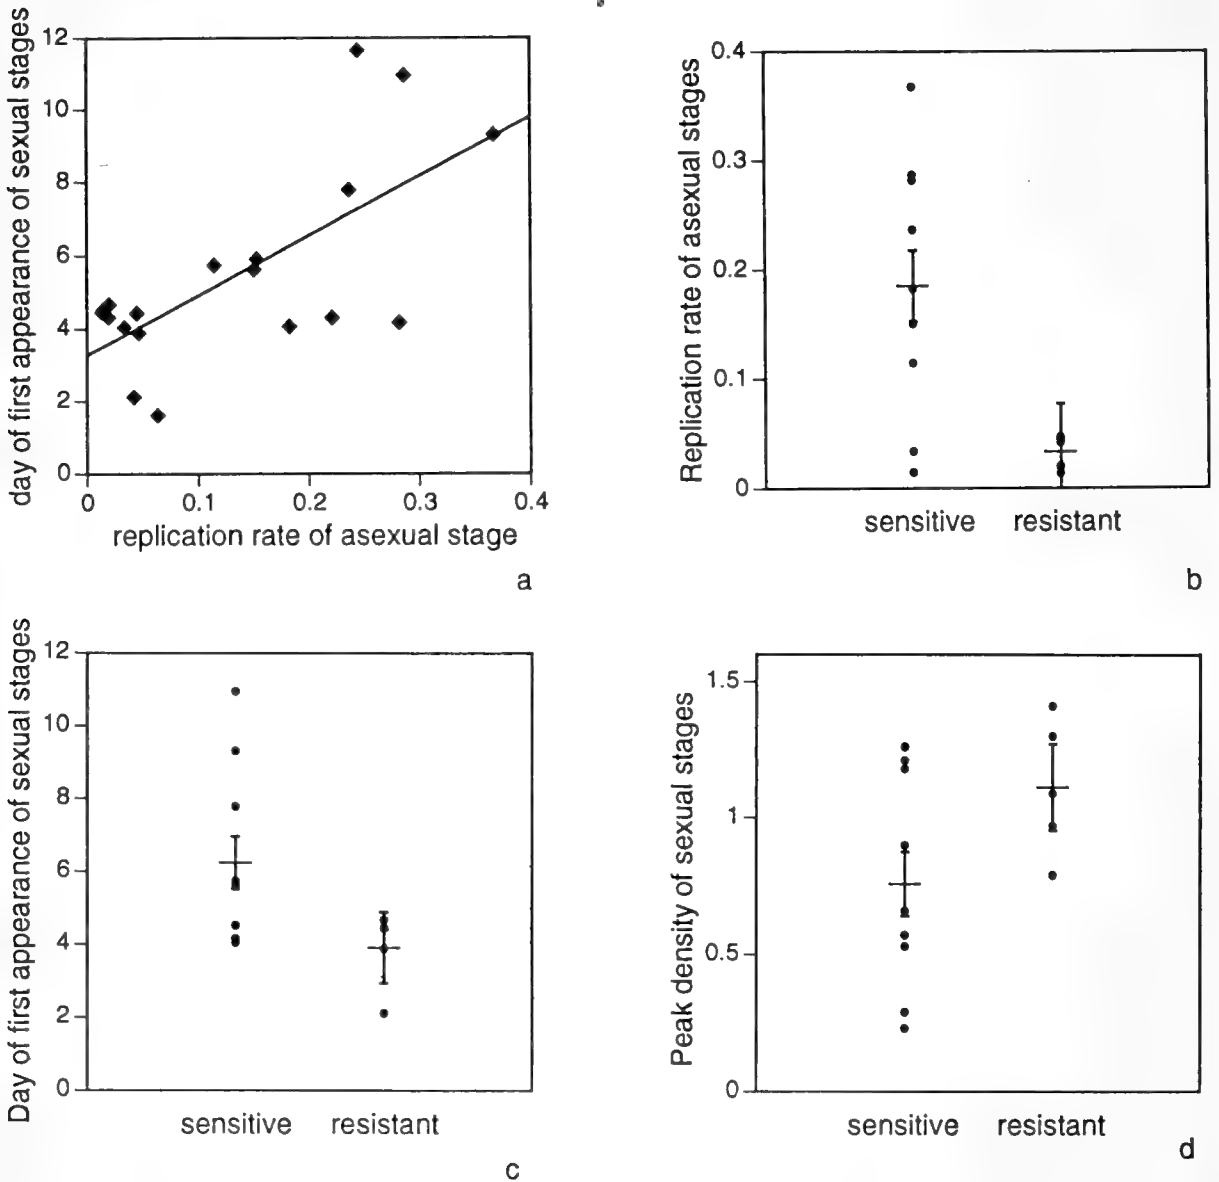 day of first appearance of sexual stages
12
10
8
6
4
2
0
0 0.1 0.2 0.3 0.4
replication rate of asexual stage
a
Replication rate of asexual stages
0.4
0.3
0.2
0.1
0
sensitive resistant
b
Day of first appearance of sexual stages
12
10
8
6
4
2
0
sensitive resistant
c
Peak density of sexual stages
1.5
1
0.5
0
sensitive resistant
d